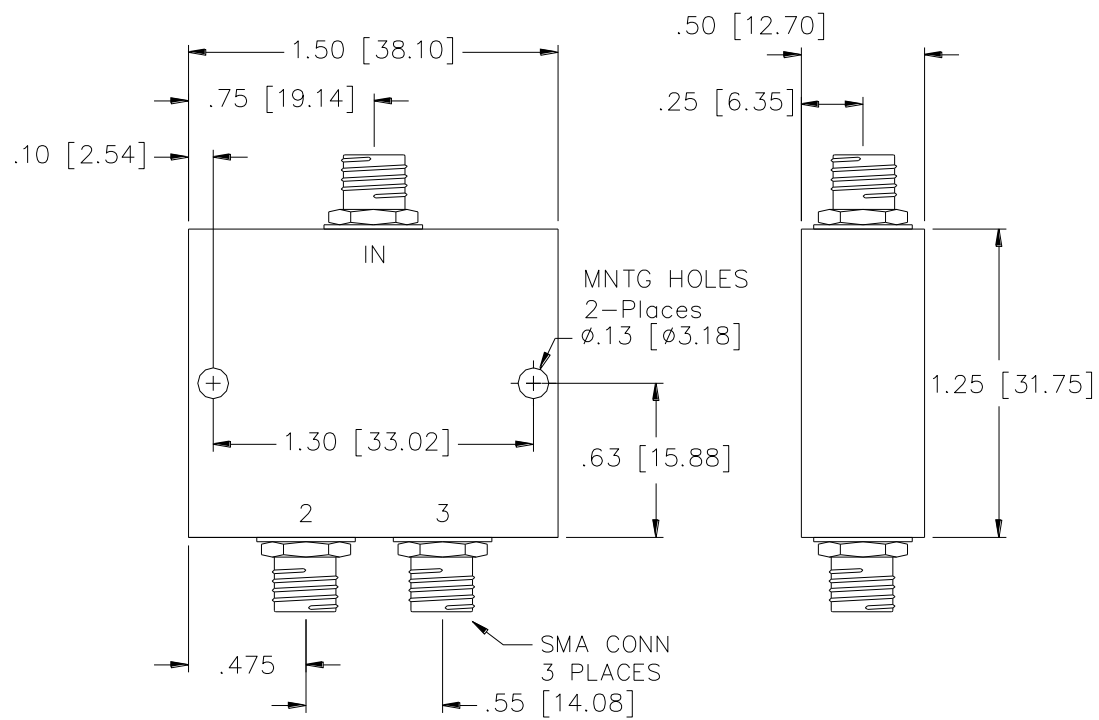 .50 [12.70]
1.50 [38.10]
.75 [19.14]
.25 [6.35]
.10 [2.54]
IN
MNTG HOLES
2-Places
ø.13 [ø3.18]
1.25 [31.75]
1.30 [33.02]
.63 [15.88]
2
3
SMA CONN
3 PLACES
.475
.55 [14.08]